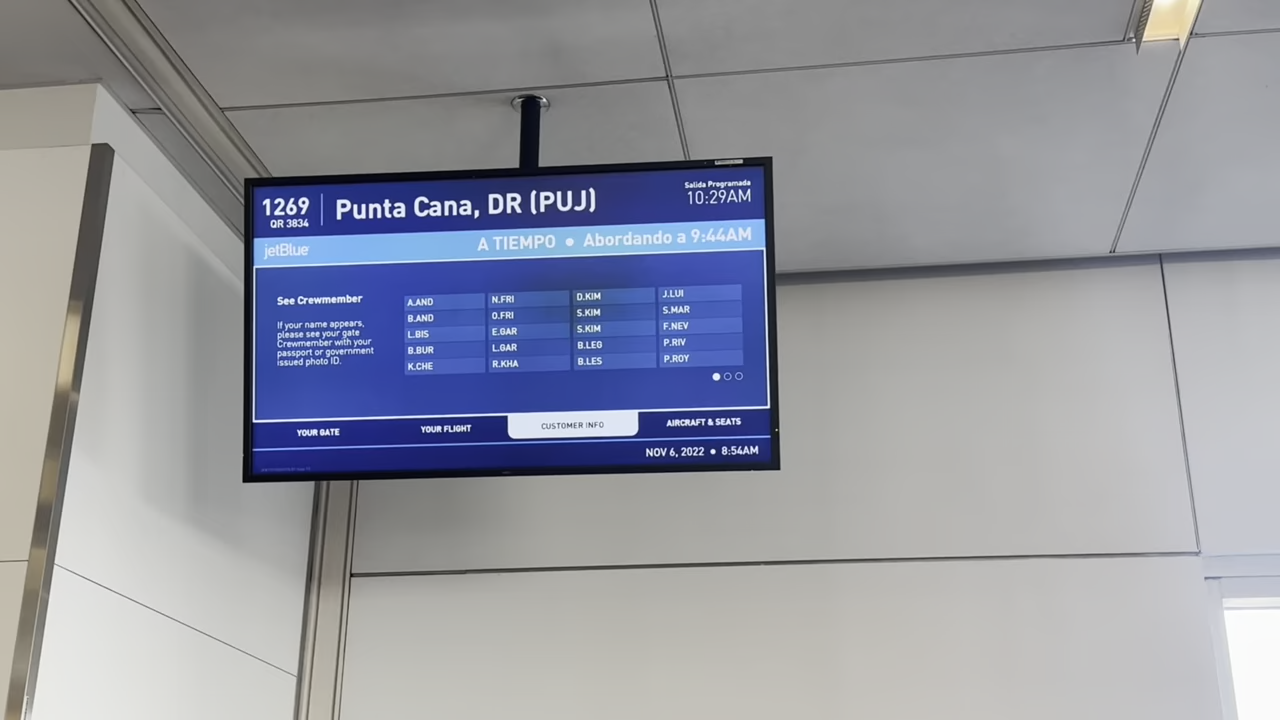 1269
QR 3834
Punta Cana, DR (PUJ)
Salida Programada
10:29AM
jetBlue
A TIEMPO ● Abordando a 9:44AM
See Crewmember
If your name appears,
please see your gate
Crewmember with your
passport or government
issued photo ID.
A.AND N.FRI D.KIM J.LUI
B.AND O.FRI S.KIM S.MAR
L.BIS E.GAR S.KIM F.NEV
B.BUR L.GAR B.LEG P.RIV
K.CHE R.KHA B.LES P.ROY
YOUR GATE YOUR FLIGHT CUSTOMER INFO AIRCRAFT & SEATS
NOV 6, 2022 ● 8:54AM